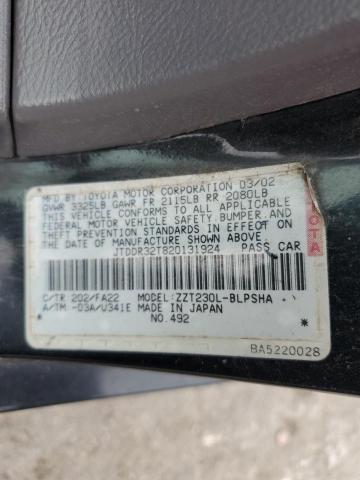 MFD BY TOYOTA MOTOR CORPORATION 03/02
GVWR 3325LB GAWR FR 2115LB RR 2080LB
THIS VEHICLE CONFORMS TO ALL APPLICABLE
FEDERAL MOTOR VEHICLE SAFETY, BUMPER, AND
THEFT PREVENTION STANDARDS IN EFFECT ON
THE DATE OF MANUFACTURE SHOWN ABOVE.
JTDDR32T820131924 PASS CAR
C/TR 202/FA22 MODEL: ZZT230L-BLPSHA
A/TM -03A/U341E MADE IN JAPAN
NO.492
BA5220028
TOYOTA